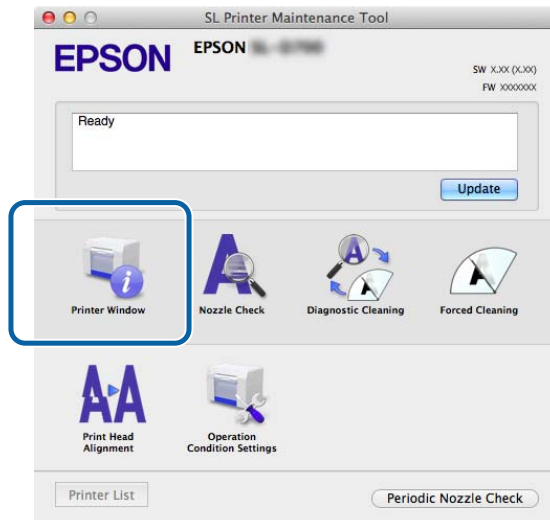 SL Printer Maintenance Tool
EPSON
EPSON
SW X.XX (X.XX)
FW XXXXXXX
Ready
Update
Printer Window
Nozzle Check
Diagnostic Cleaning
Forced Cleaning
Print Head
Alignment
Operation
Condition Settings
Printer List
Periodic Nozzle Check